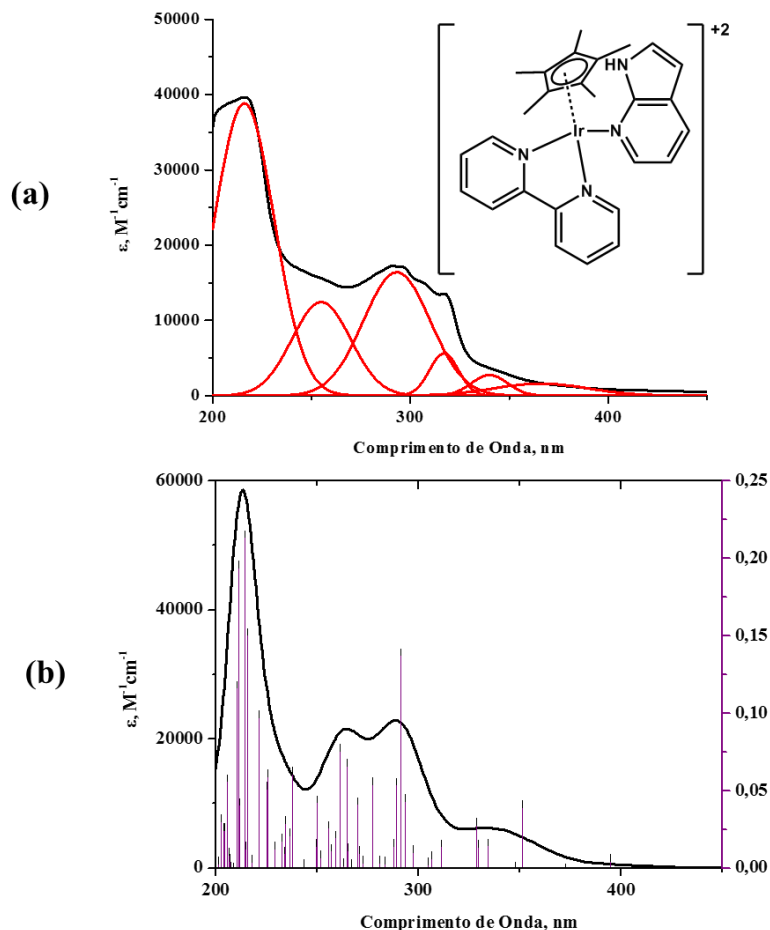 (a)
50000
40000
30000
20000
10000
0
ε, M⁻¹cm⁻¹
200
300
400
Comprimento de Onda, nm
+2
HN
N
Ir
N
N
(b)
60000
40000
20000
0
ε, M⁻¹cm⁻¹
0,25
0,20
0,15
0,10
0,05
0,00
200
300
400
Comprimento de Onda, nm